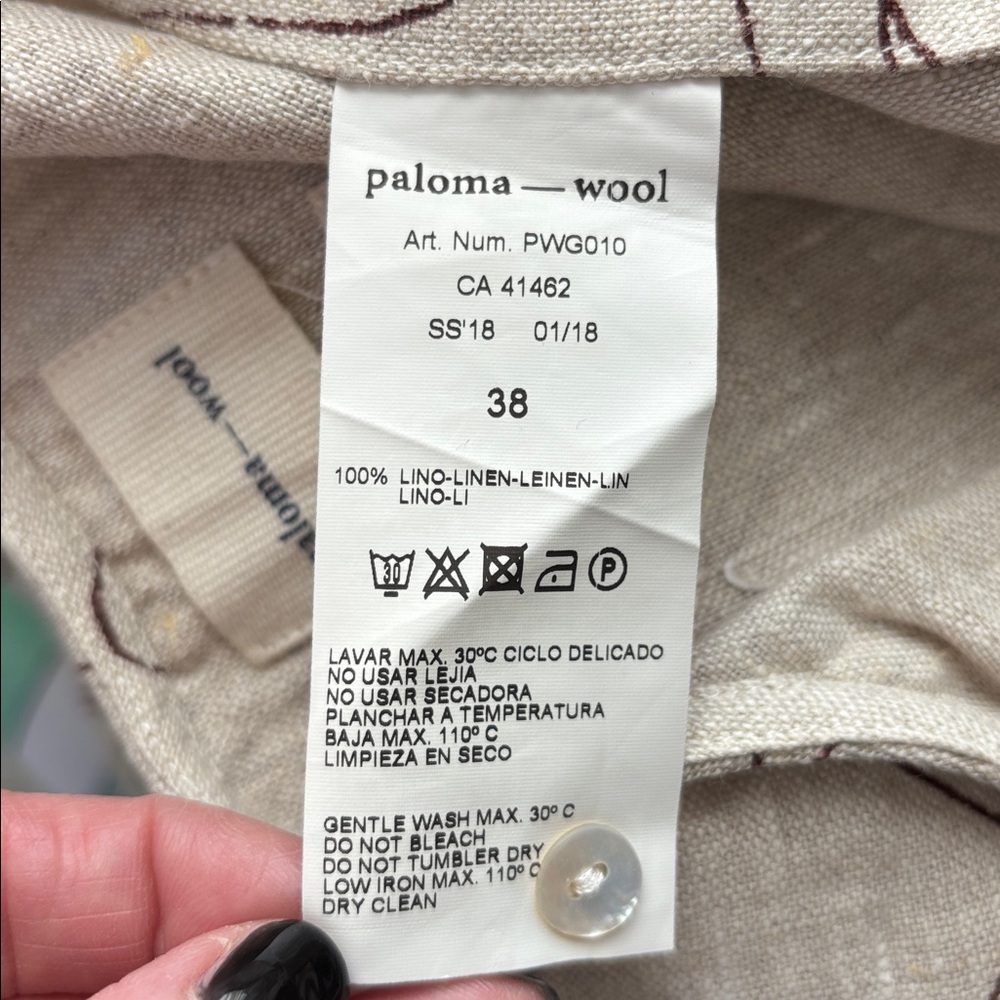 paloma — wool
Art. Num. PWG010
CA 41462
SS'18 01/18
38
100% LINO-LINEN-LEINEN-LIN
LINO-LI
30
P
LAVAR MAX. 30ºC CICLO DELICADO
NO USAR LEJIA
NO USAR SECADORA
PLANCHAR A TEMPERATURA
BAJA MAX. 110º C
LIMPIEZA EN SECO
GENTLE WASH MAX. 30º C
DO NOT BLEACH
DO NOT TUMBLER DRY
LOW IRON MAX. 110º C
DRY CLEAN
paloma—wool